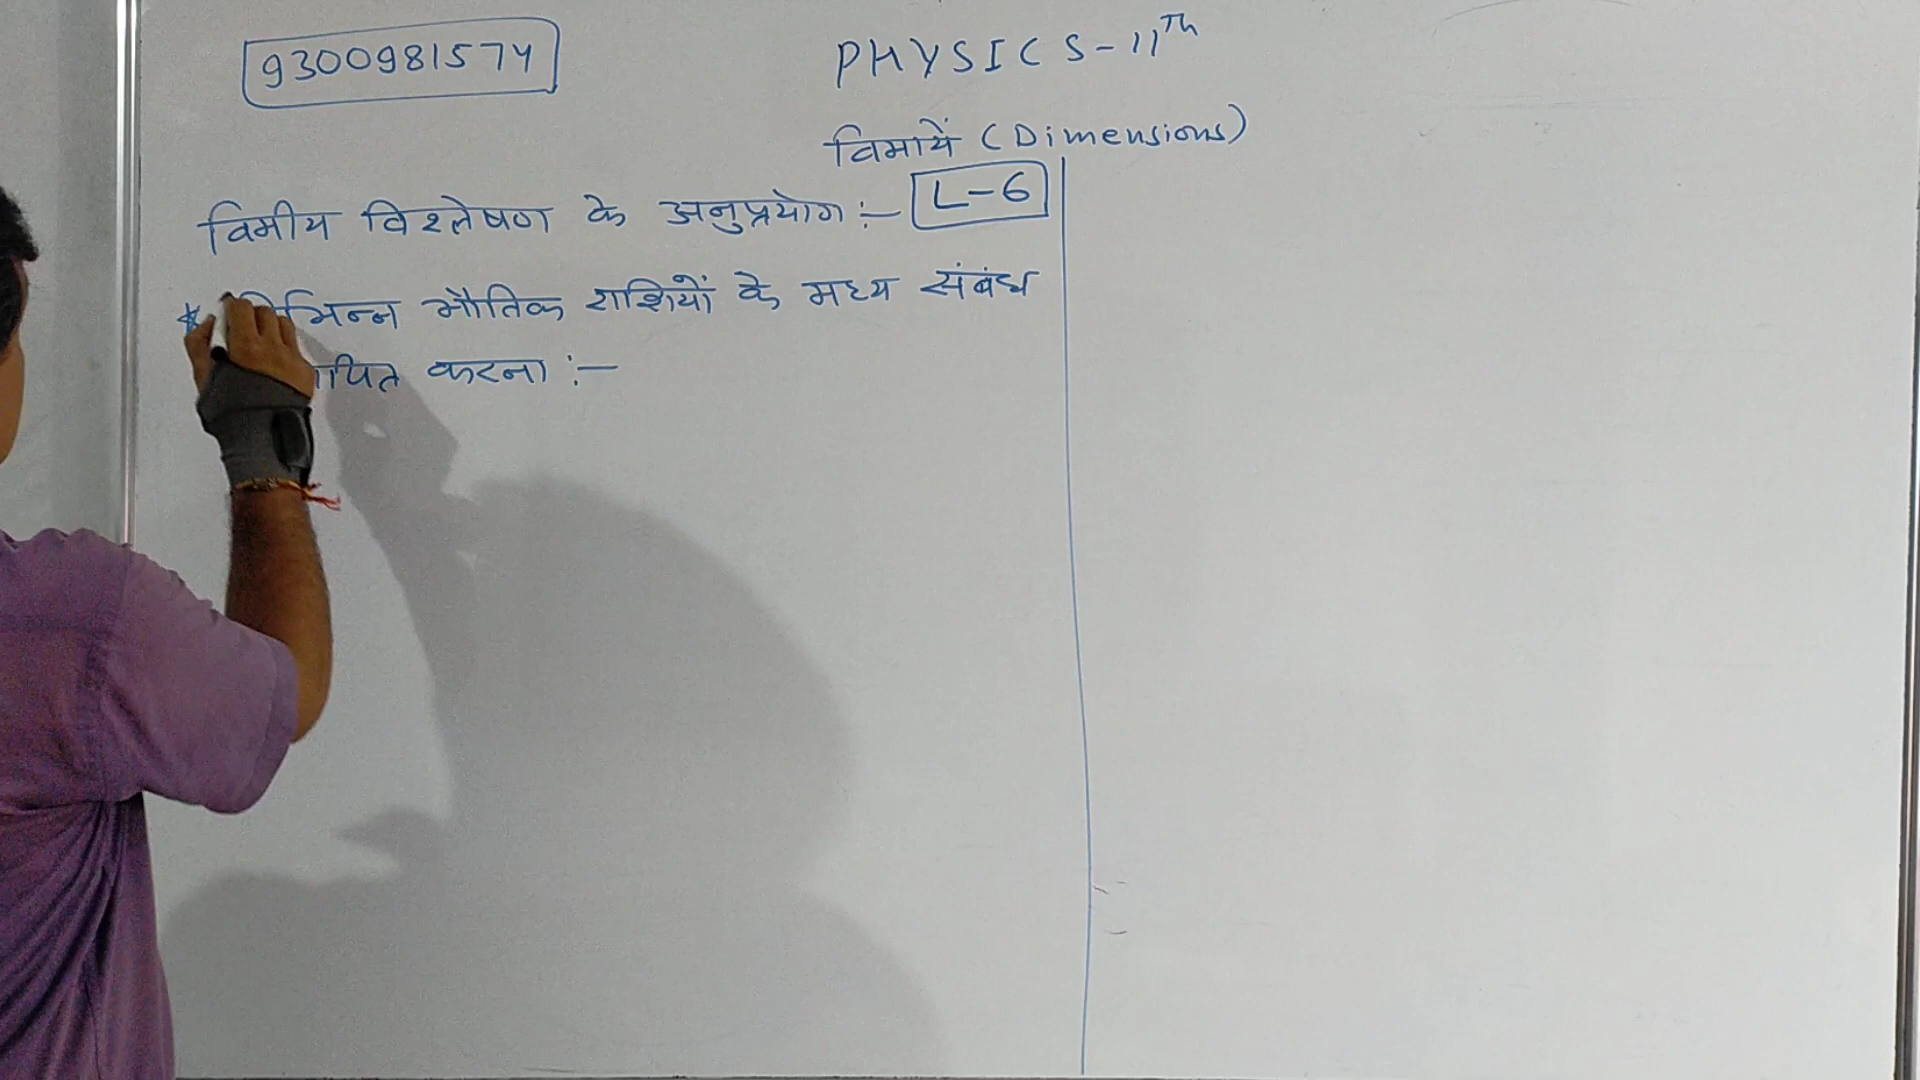 9300981574
PHYSICS-11Th
विमायें (Dimensions)
विमीय विश्लेषण के अनुप्रयोग :- L-6
* भौतिक राशियों के मध्य संबंध
करना :-